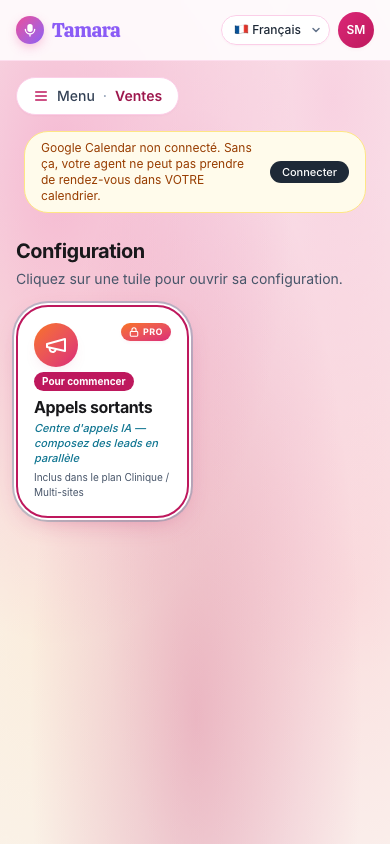 Tamara
🇫🇷 Français
SM
Menu · Ventes
Google Calendar non connecté. Sans
ça, votre agent ne peut pas prendre
de rendez-vous dans VOTRE
calendrier.
Connecter
Configuration
Cliquez sur une tuile pour ouvrir sa configuration.
PRO
Pour commencer
Appels sortants
Centre d'appels IA —
composez des leads en
parallèle
Inclus dans le plan Clinique /
Multi-sites